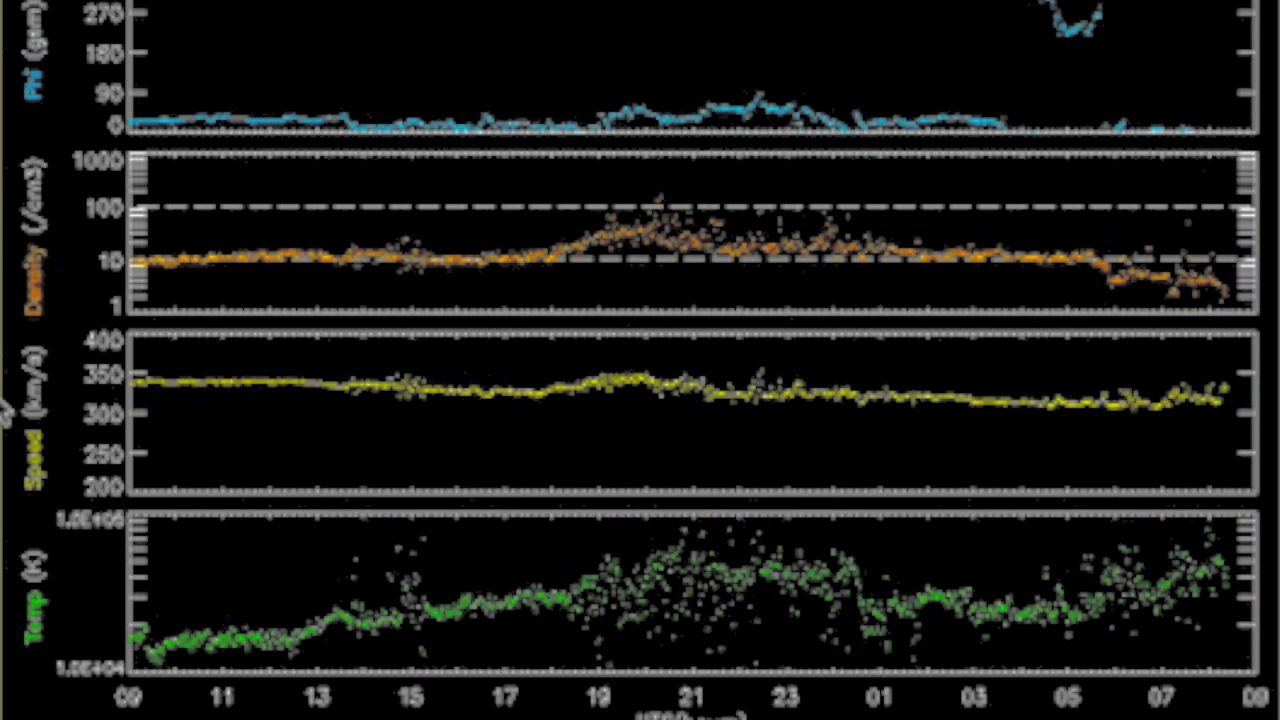 270
180
90
0
Phi (gsm)
1000
100
10
1
Density (/cm3)
400
350
300
250
200
Speed (km/s)
1.0E+05
1.0E+04
Temp (K)
09 11 13 15 17 19 21 23 01 03 05 07 09